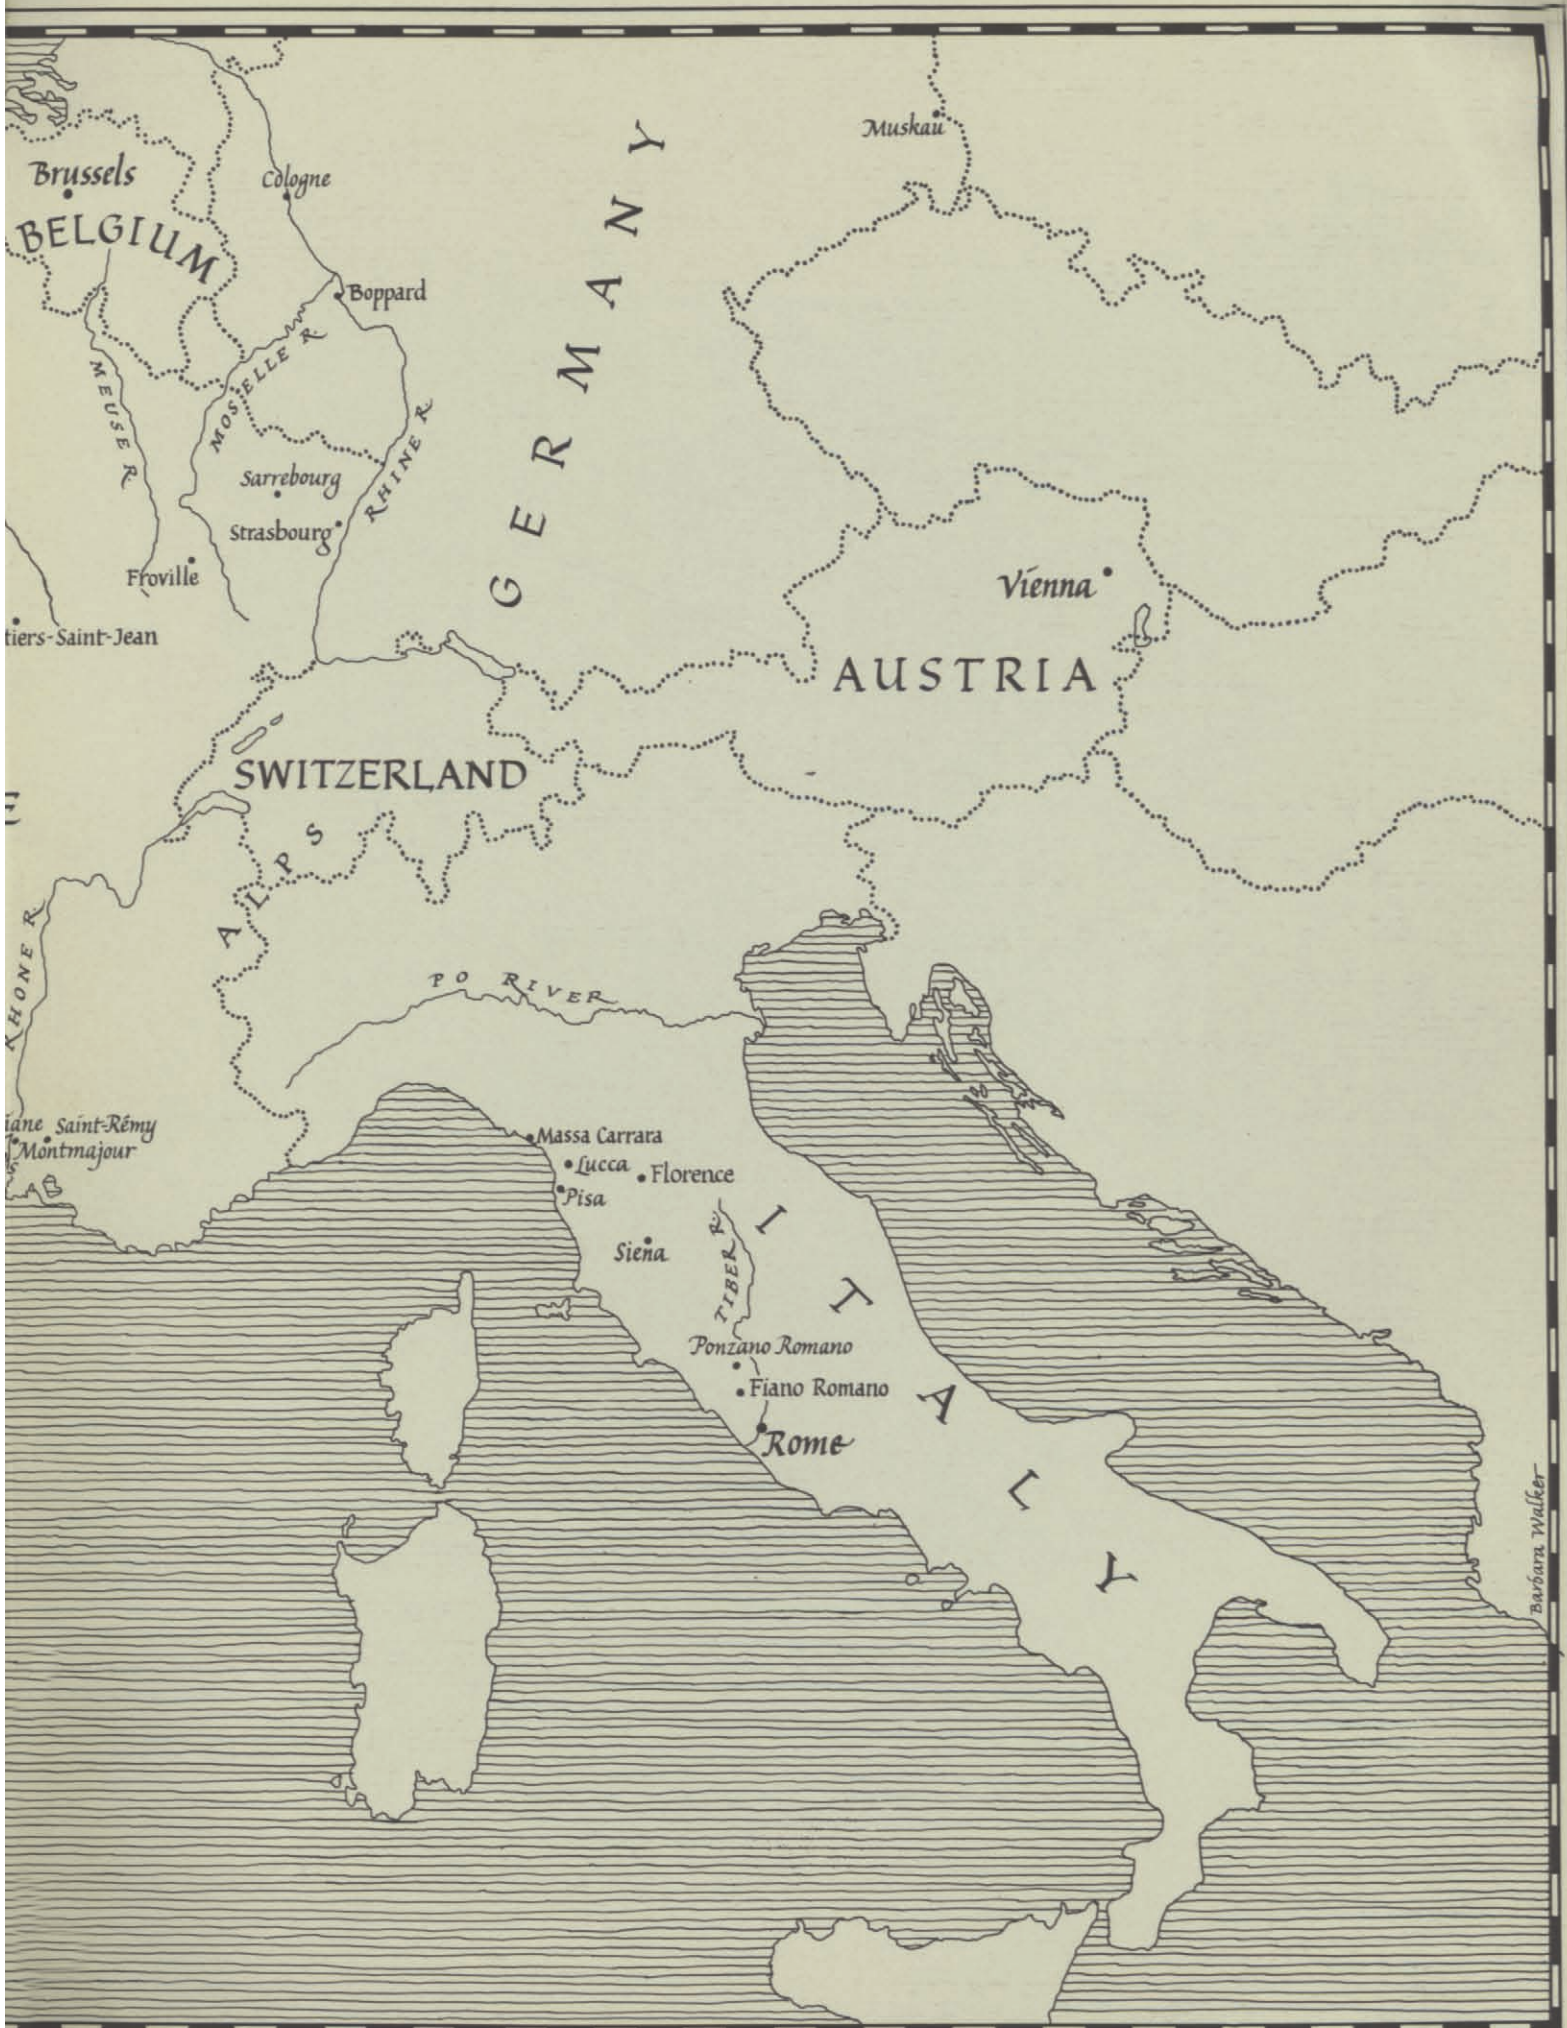 Muskau
Brussels
Cologne
BELGIUM
Boppard
GERMANY
MOSELLE R
MEUSE R
RHINE R
Sarrebourg
Strasbourg
Froville
Vienna
tiers-Saint-Jean
AUSTRIA
SWITZERLAND
E
ALPS
RHONE R
PO RIVER
iane Saint-Rémy
Montmajour
Massa Carrara
Lucca
Florence
Pisa
Siena
TIBER R.
ITALY
Ponzano Romano
Fiano Romano
Rome
Barbara Walker